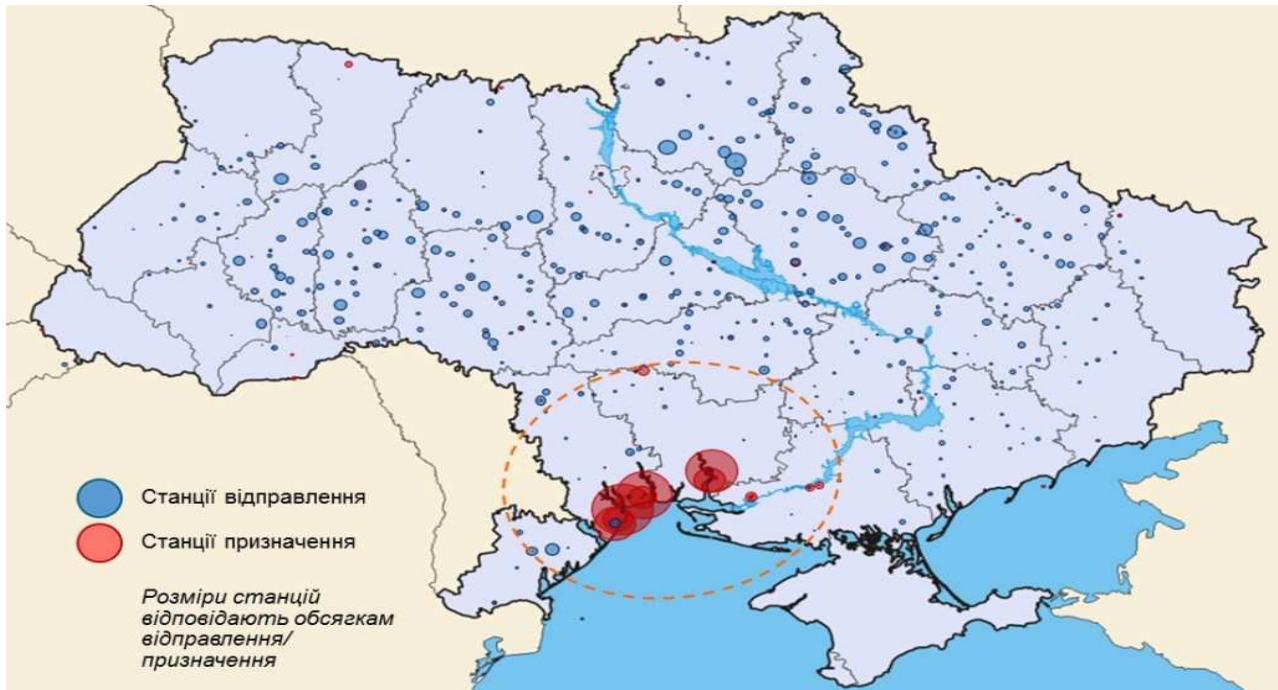 Станції відправлення
Станції призначення
Розміри станцій
відповідають обсягкам
відправлення/
призначення